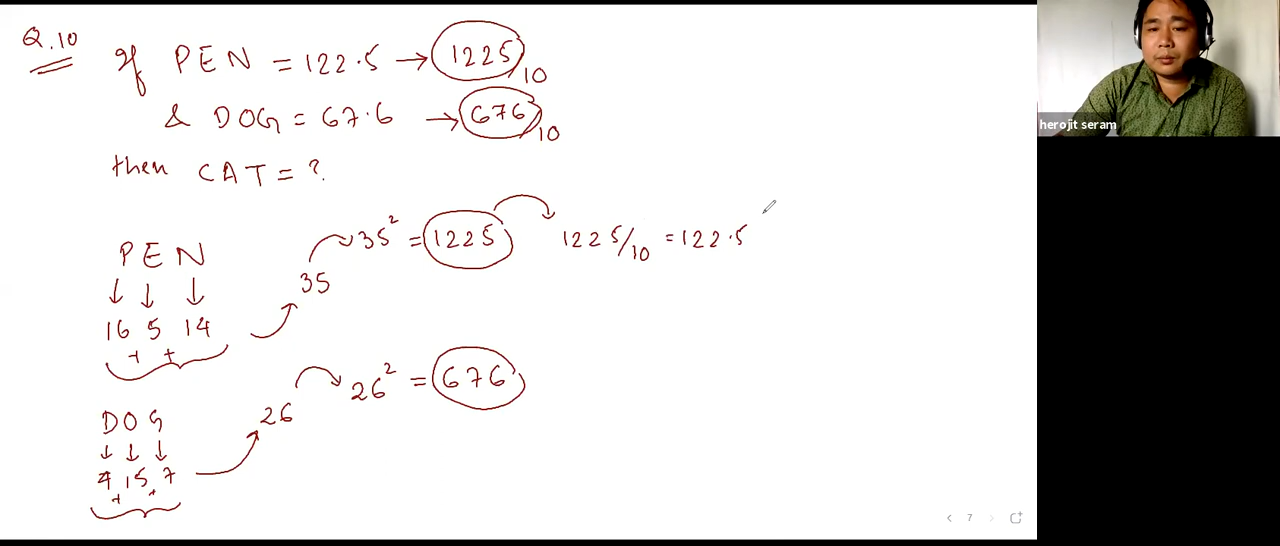 Q.10
If PEN = 122.5 → 1225/10
& DOG = 67.6 → 676/10
then CAT = ?
35² = 1225 1225/10 = 122.5
PEN
35
16 5 14
+ +
26² = 676
26
DOG
4 15 7
+ +
herojit seram
7